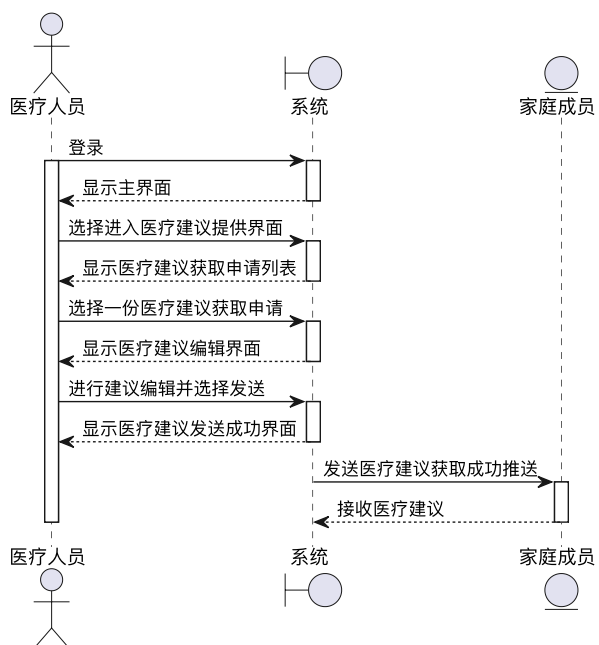 医疗人员
系统
家庭成员
登录
显示主界面
选择进入医疗建议提供界面
显示医疗建议获取申请列表
选择一份医疗建议获取申请
显示医疗建议编辑界面
进行建议编辑并选择发送
显示医疗建议发送成功界面
发送医疗建议获取成功推送
接收医疗建议
医疗人员
系统
家庭成员